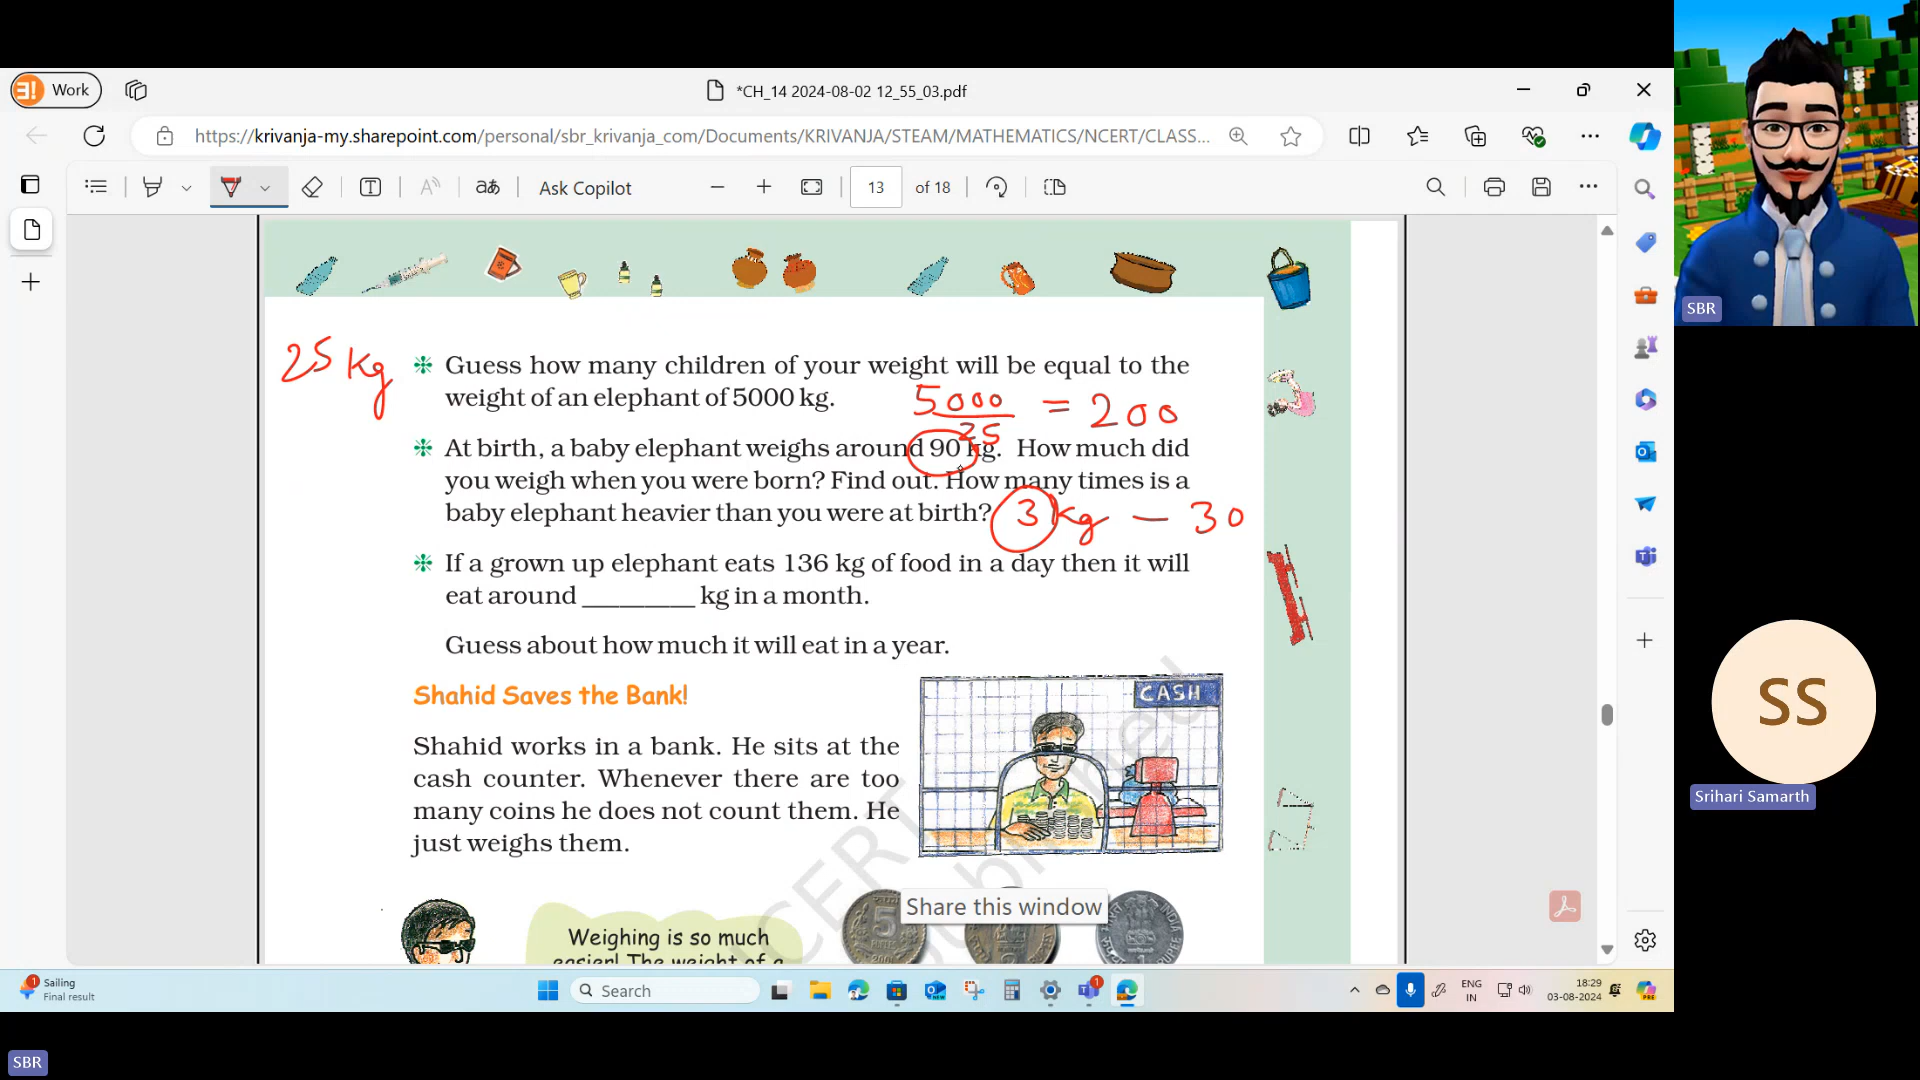 Work
*CH_14 2024-08-02 12_55_03.pdf
https://krivanja-my.sharepoint.com/personal/sbr_krivanja_com/Documents/KRIVANJA/STEAM/MATHEMATICS/NCERT/CLASS...
Ask Copilot
13 of 18
SBR
25 kg
Guess how many children of your weight will be equal to the
weight of an elephant of 5000 kg.
5000
25
= 200
At birth, a baby elephant weighs around 90 kg. How much did
you weigh when you were born? Find out. How many times is a
baby elephant heavier than you were at birth?
3 kg — 30
If a grown up elephant eats 136 kg of food in a day then it will
eat around ________ kg in a month.
Guess about how much it will eat in a year.
Shahid Saves the Bank!
CASH
Shahid works in a bank. He sits at the
cash counter. Whenever there are too
many coins he does not count them. He
just weighs them.
Share this window
5
Weighing is so much
easier! The weight of a
SS
Srihari Samarth
1
Sailing
Final result
Search
1
ENG
IN
18:29
03-08-2024
SBR